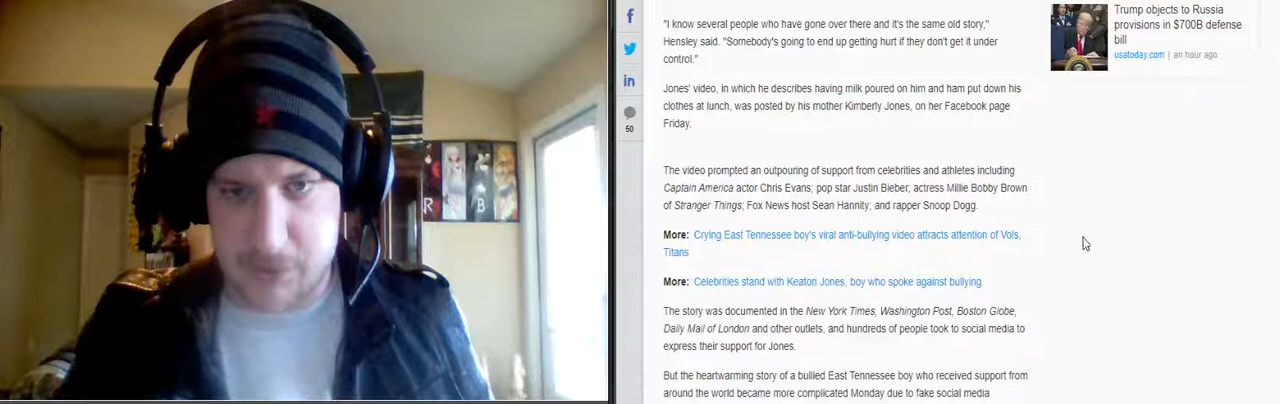 "I know several people who have gone over there and it's the same old story,"
Hensley said. "Somebody's going to end up getting hurt if they don't get it under
control."
Jones' video, in which he describes having milk poured on him and ham put down his
clothes at lunch, was posted by his mother Kimberly Jones, on her Facebook page
Friday.
The video prompted an outpouring of support from celebrities and athletes including
Captain America actor Chris Evans; pop star Justin Bieber; actress Millie Bobby Brown
of Stranger Things; Fox News host Sean Hannity; and rapper Snoop Dogg.
More: Crying East Tennessee boy's viral anti-bullying video attracts attention of Vols,
Titans
More: Celebrities stand with Keaton Jones, boy who spoke against bullying
The story was documented in the New York Times, Washington Post, Boston Globe,
Daily Mail of London and other outlets, and hundreds of people took to social media to
express their support for Jones.
But the heartwarming story of a bullied East Tennessee boy who received support from
around the world became more complicated Monday due to fake social media
f
in
50
Trump objects to Russia
provisions in $700B defense
bill
usatoday.com | an hour ago
R B